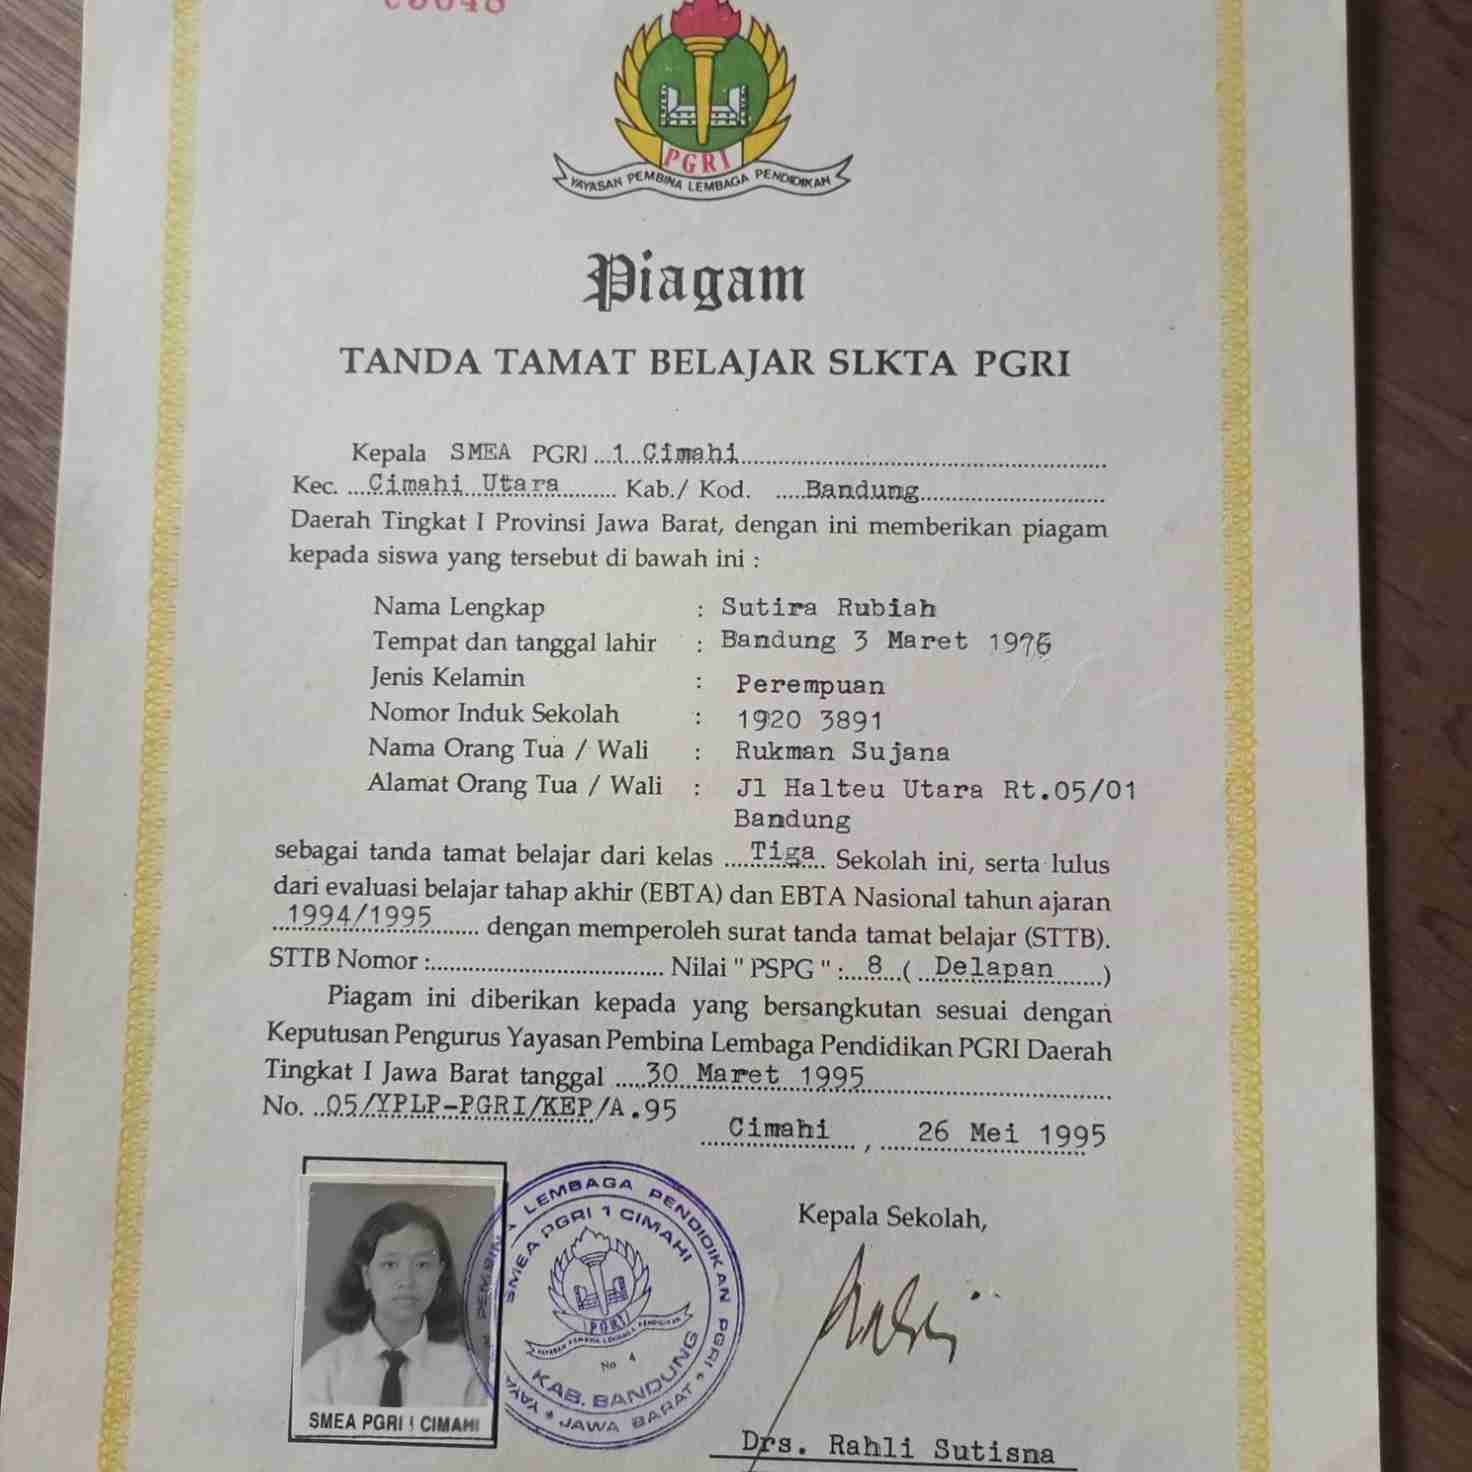 PGRI
YAYASAN PEMBINA LEMBAGA PENDIDIKAN
Piagam
TANDA TAMAT BELAJAR SLKTA PGRI
Kepala SMEA PGRI 1 Cimahi
Kec. Cimahi Utara Kab./ Kod. Bandung
Daerah Tingkat I Provinsi Jawa Barat, dengan ini memberikan piagam
kepada siswa yang tersebut di bawah ini :
Nama Lengkap : Sutira Rubiah
Tempat dan tanggal lahir : Bandung 3 Maret 1976
Jenis Kelamin : Perempuan
Nomor Induk Sekolah : 1920 3891
Nama Orang Tua / Wali : Rukman Sujana
Alamat Orang Tua / Wali : Jl Halteu Utara Rt.05/01
Bandung
sebagai tanda tamat belajar dari kelas Tiga Sekolah ini, serta lulus
dari evaluasi belajar tahap akhir (EBTA) dan EBTA Nasional tahun ajaran
1994/1995 dengan memperoleh surat tanda tamat belajar (STTB).
STTB Nomor : Nilai " PSPG " : 8 ( Delapan )
Piagam ini diberikan kepada yang bersangkutan sesuai dengan
Keputusan Pengurus Yayasan Pembina Lembaga Pendidikan PGRI Daerah
Tingkat I Jawa Barat tanggal 30 Maret 1995
No. 05/YPLP-PGRI/KEP/A.95
Cimahi , 26 Mei 1995
Kepala Sekolah,
LEMBAGA PENDIDIKAN PGRI
JAWA BARAT
SMEA PGRI 1 CIMAHI
PGRI
No 4
KAB. BANDUNG
SMEA PGRI 1 CIMAHI
Drs. Rahli Sutisna